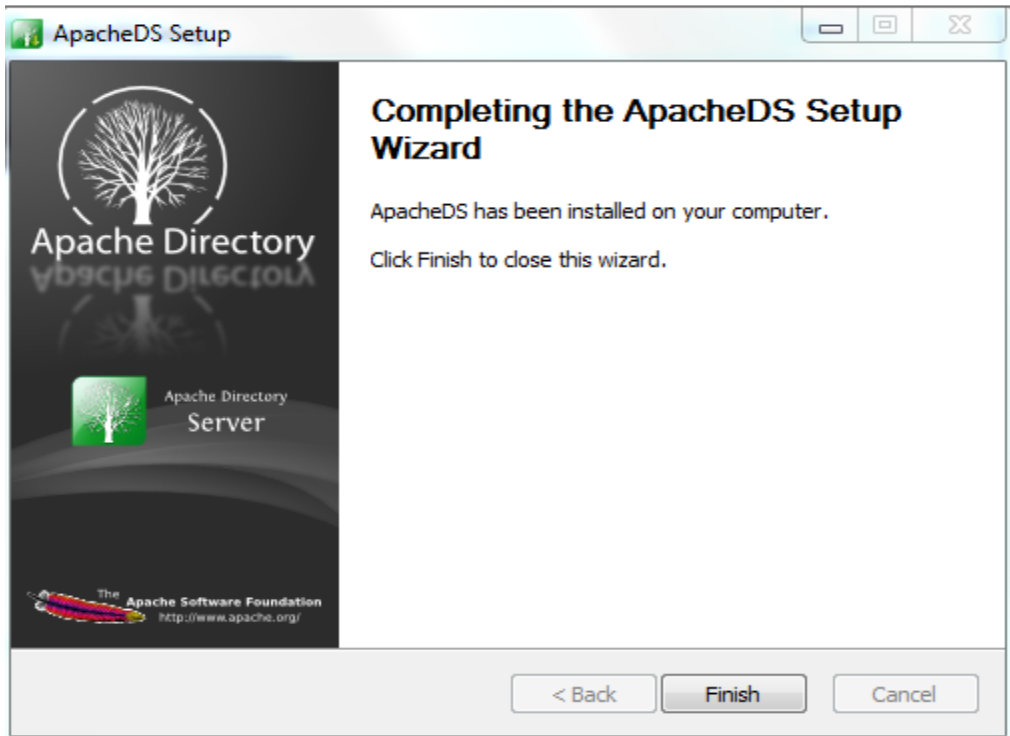 ApacheDS Setup
Completing the ApacheDS Setup
Wizard
ApacheDS has been installed on your computer.
Click Finish to close this wizard.
Apache Directory
Apache Directory
Server
The
Apache Software Foundation
http://www.apache.org/
< Back
Finish
Cancel